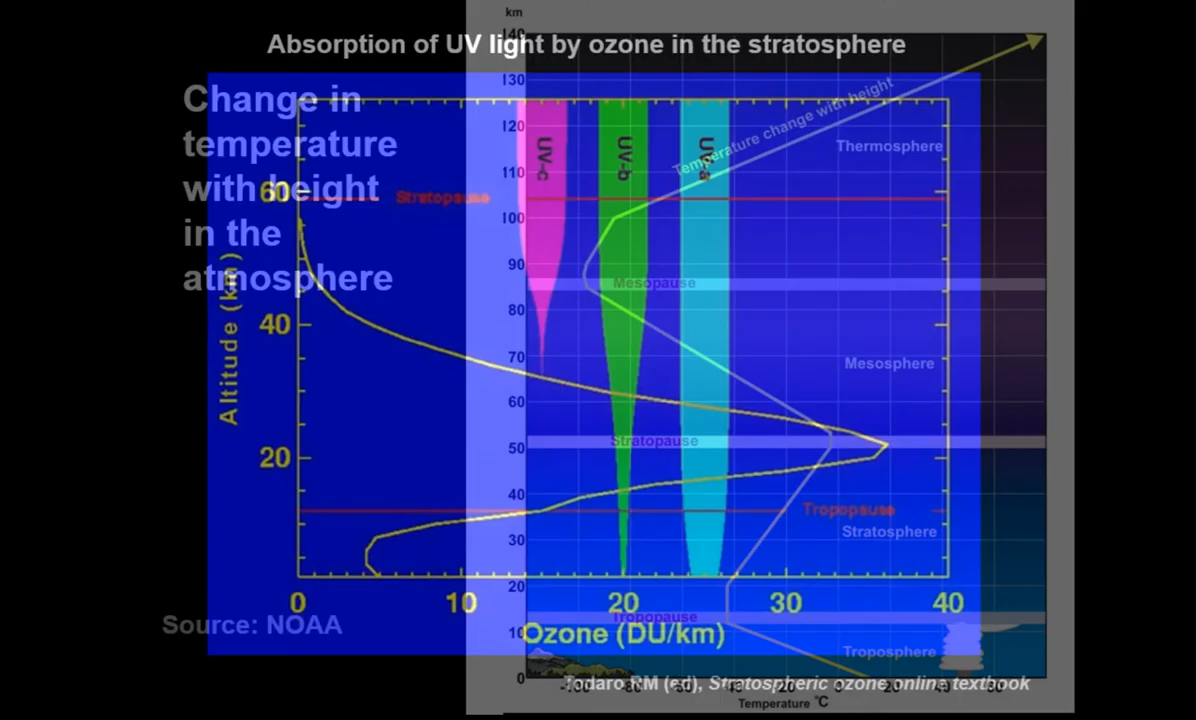 km
140
Absorption of UV light by ozone in the stratosphere
Change in
temperature
with height
in the
atmosphere
130
120
110
100
90
80
70
60
50
40
30
20
10
0
UV-c
UV-b
UV-a
Temperature change with height
Thermosphere
Mesopause
Mesosphere
Stratopause
Stratosphere
Tropopause
Troposphere
60
Stratopause
40
20
Tropopause
Altitude (km)
0
10
20
30
40
Ozone (DU/km)
Source: NOAA
-100
-80
-60
-40
20
40
Todaro RM (ed), Stratospheric ozone online textbook
Temperature °C